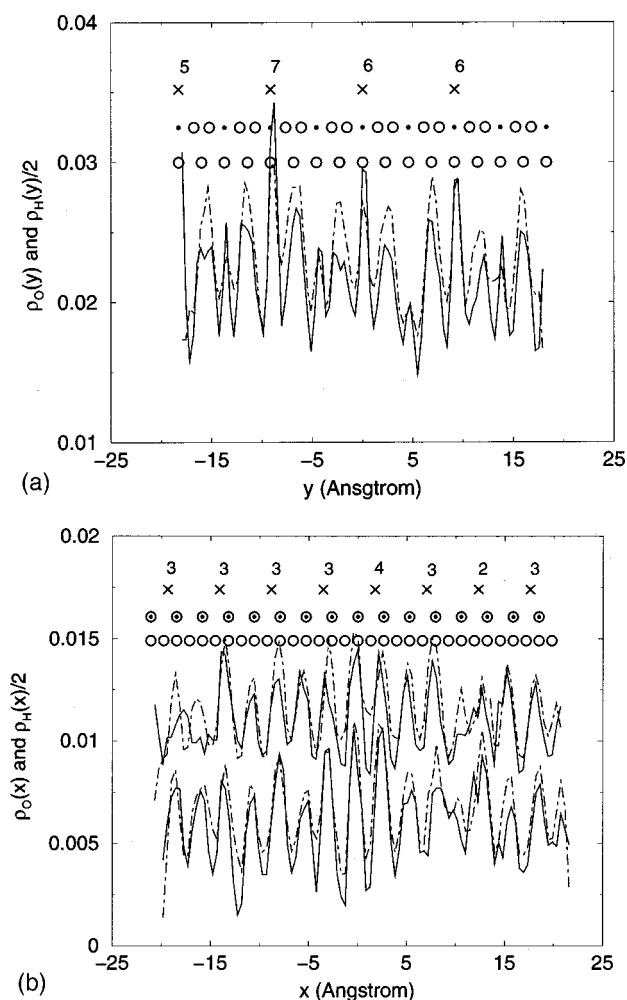 0.04
5 7 6 6
0.03
0.02
0.01
ρO(y) and ρH(y)/2
−25 −15 −5 5 15 25
y (Ansgtrom)
(a)
0.02
3 3 3 3 4 3 2 3
0.015
0.01
0.005
0
ρO(x) and ρH(x)/2
−25 −15 −5 5 15 25
x (Angstrom)
(b)